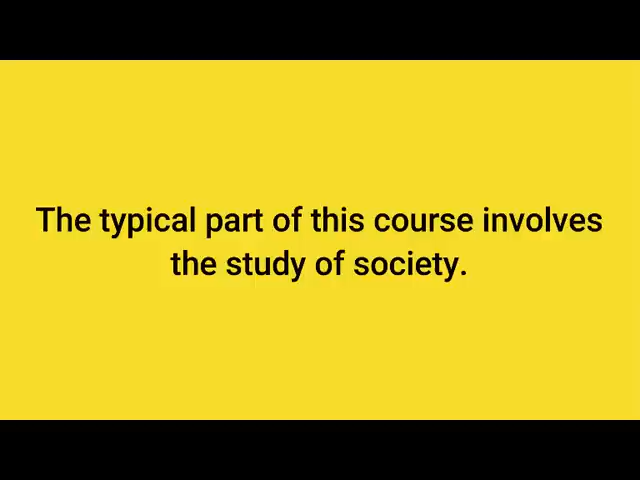 The typical part of this course involves
the study of society.